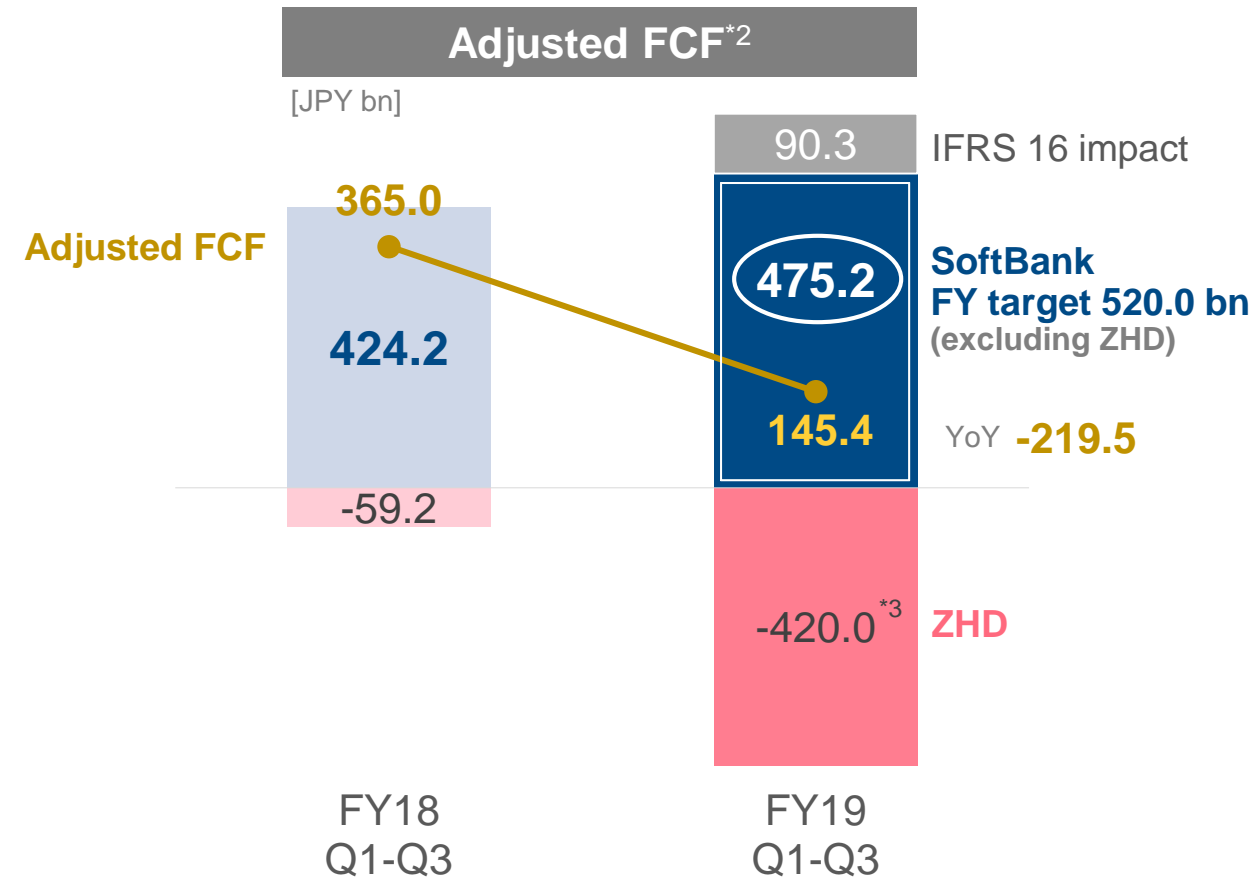 Adjusted FCF*2
[JPY bn]
90.3
IFRS 16 impact
365.0
Adjusted FCF
424.2
475.2
SoftBank
FY target 520.0 bn
(excluding ZHD)
145.4
YoY -219.5
-59.2
-420.0*3
ZHD
FY18
Q1-Q3
FY19
Q1-Q3